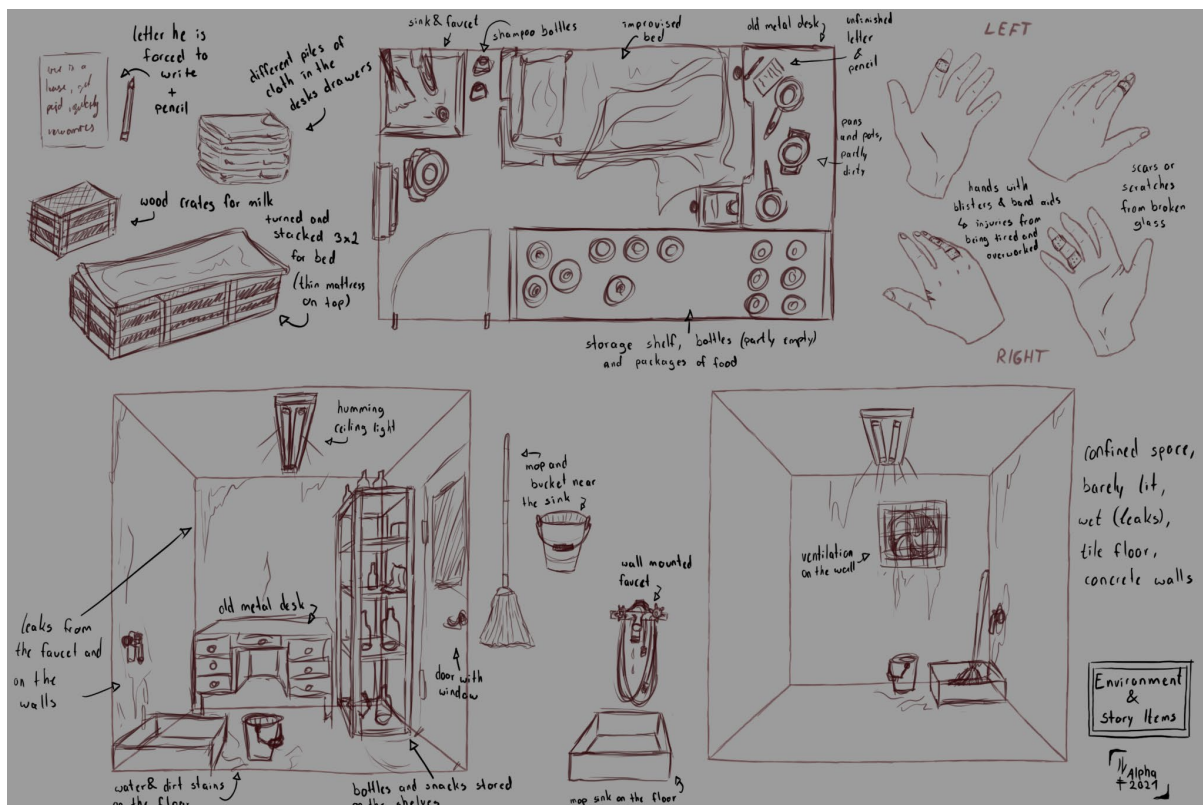 letter he is
forced to
write
+
pencil
different piles of
cloth in the
desks drawers
wood crates for milk
turned and
stacked 3x2
for bed
(thin mattress
on top)
sink & faucet
shampoo bottles
improvised
bed
old metal desk
unfinished
letter
&
pencil
pans
and pots,
partly
dirty
storage shelf, bottles (partly empty)
and packages of food
LEFT
hands with
blisters & band aids
↳ injuries from
being tired and
overworked
scars or
scratches
from broken
glass
RIGHT
humming
ceiling light
old metal desk
leaks from
the faucet and
on the
walls
door with
window
water & dirt stains
on the floor
bottles and snacks stored
on the shelves
mop and
bucket near
the sink
wall mounted
faucet
mop sink on the floor
ventilation
on the wall
confined space,
barely lit,
wet (leaks),
tile floor,
concrete walls
Environment
&
Story Items
Alpha
2021